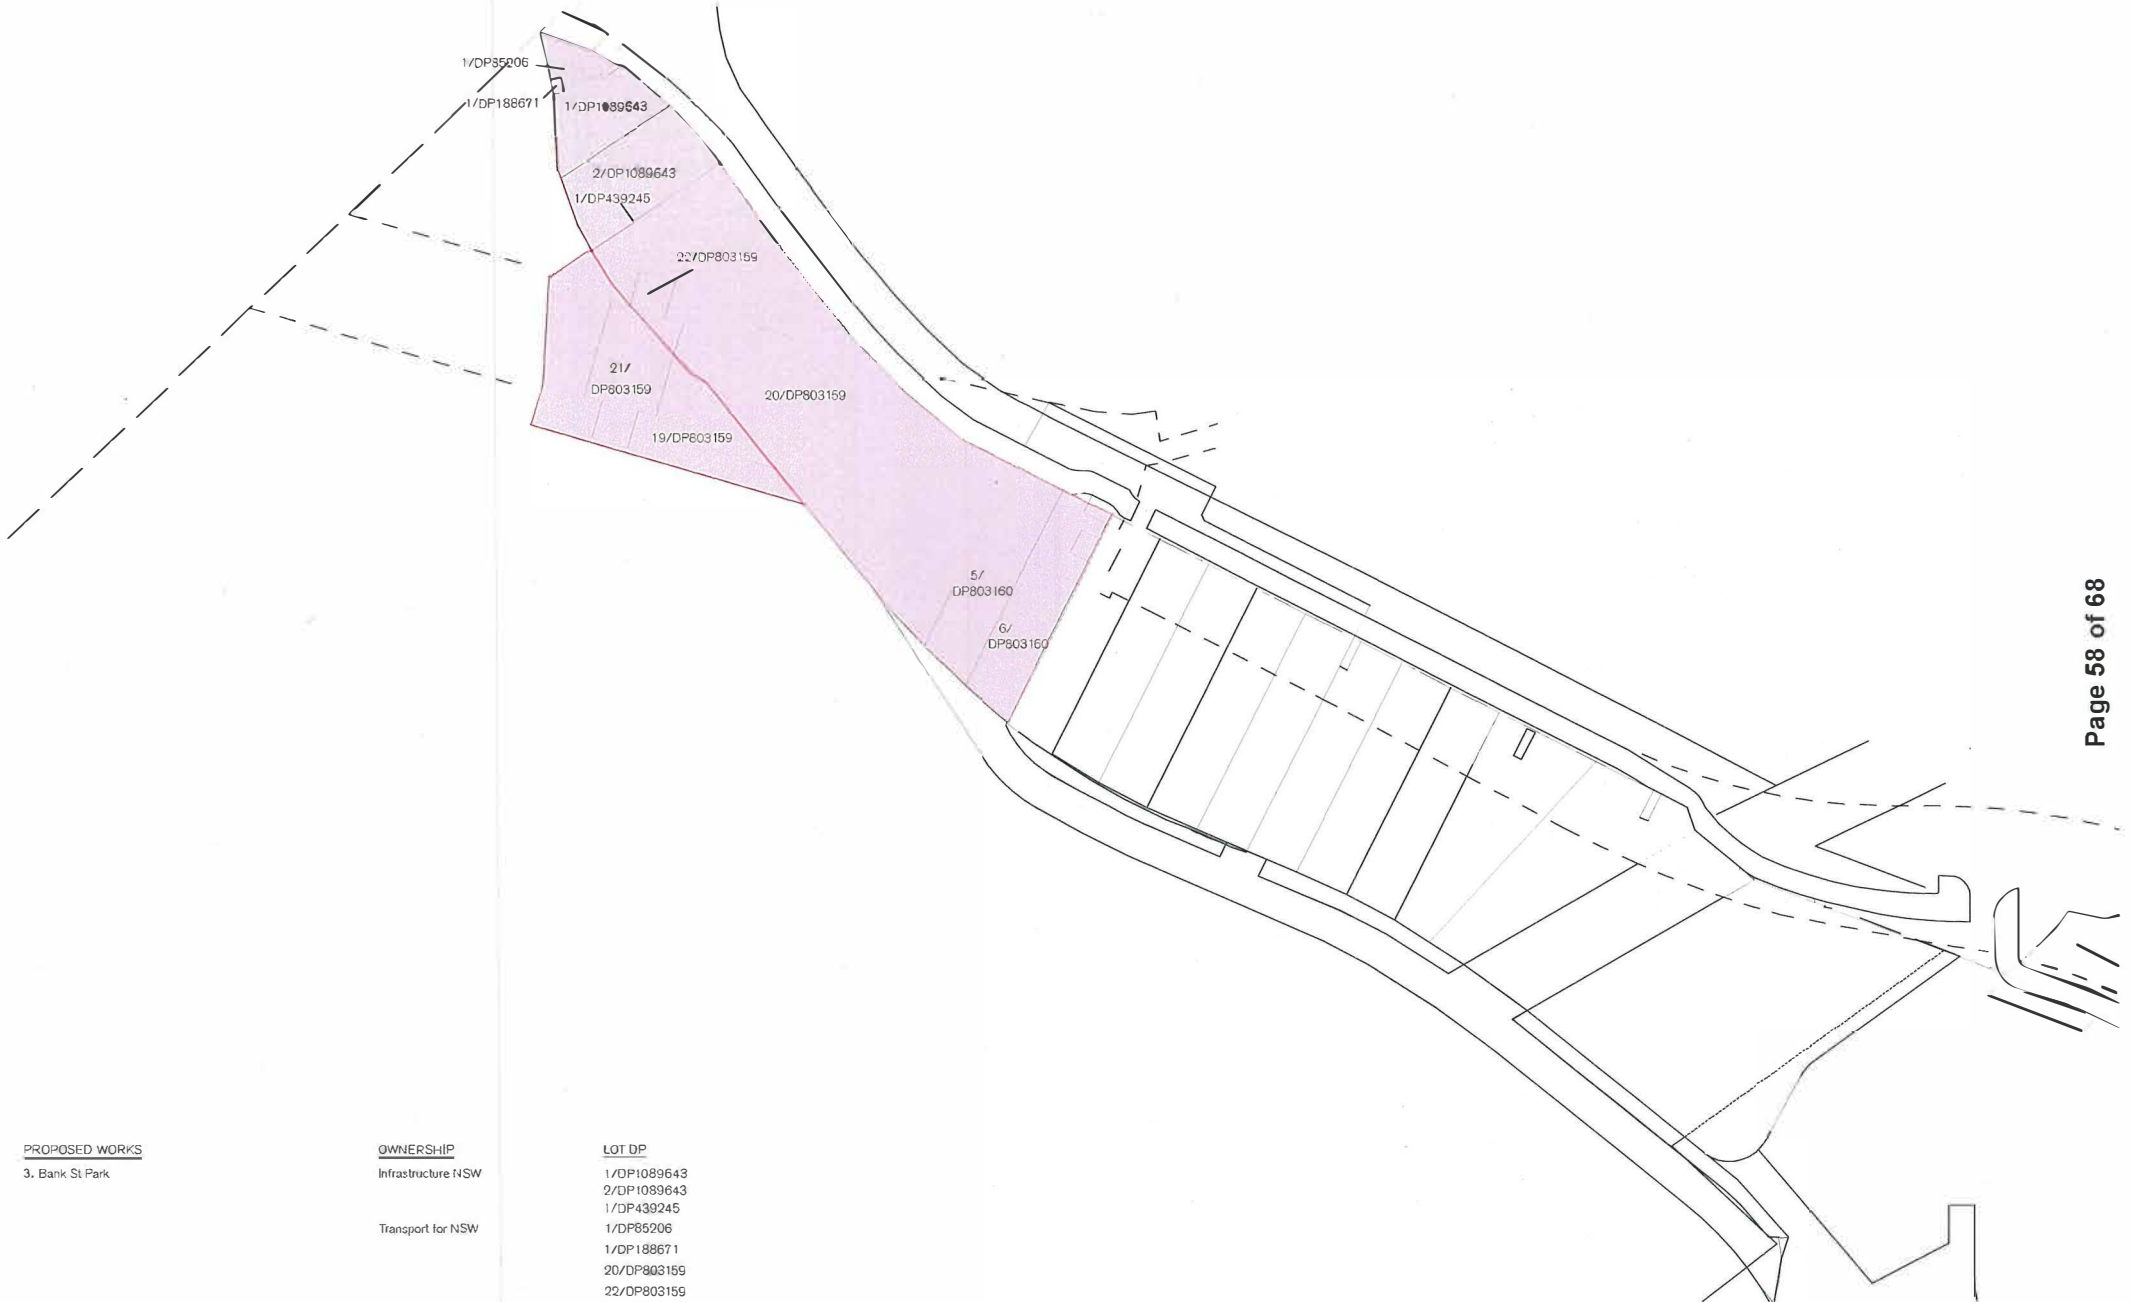 1/DP85206
1/DP188671
1/DP1089643
2/DP1089643
1/DP439245
22/DP803159
21/
DP803159
20/DP803159
19/DP803159
5/
DP803160
6/
DP803160
Page 58 of 68
PROPOSED WORKS
3. Bank St Park
OWNERSHIP
Infrastructure NSW
Transport for NSW
LOT DP
1/DP1089643
2/DP1089643
1/DP439245
1/DP85206
1/DP188671
20/DP803159
22/DP803159